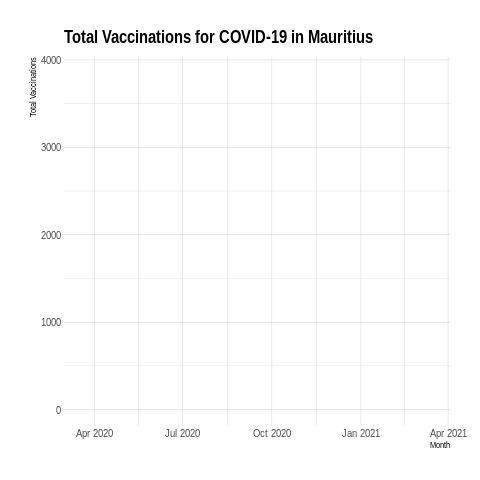 Total Vaccinations for COVID-19 in Mauritius
Total Vaccinations
4000
3000
2000
1000
0
Apr 2020 Jul 2020 Oct 2020 Jan 2021 Apr 2021
Month